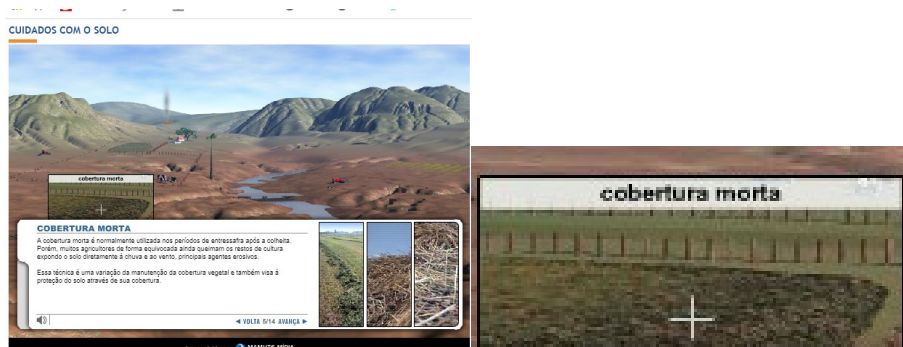 CUIDADOS COM O SOLO
cobertura morta
COBERTURA MORTA
A cobertura morta é normalmente utilizada nos períodos de entressafra após a colheita.
Porém, muitos agricultores de forma equivocada ainda queimam os restos de cultura
expondo o solo diretamente à chuva e ao vento, principais agentes erosivos.
Essa técnica é uma variação da manutenção da cobertura vegetal e também visa à
proteção do solo através de sua cobertura.
VOLTA 5/14 AVANÇA
MAMUTE MÍDIA
cobertura morta